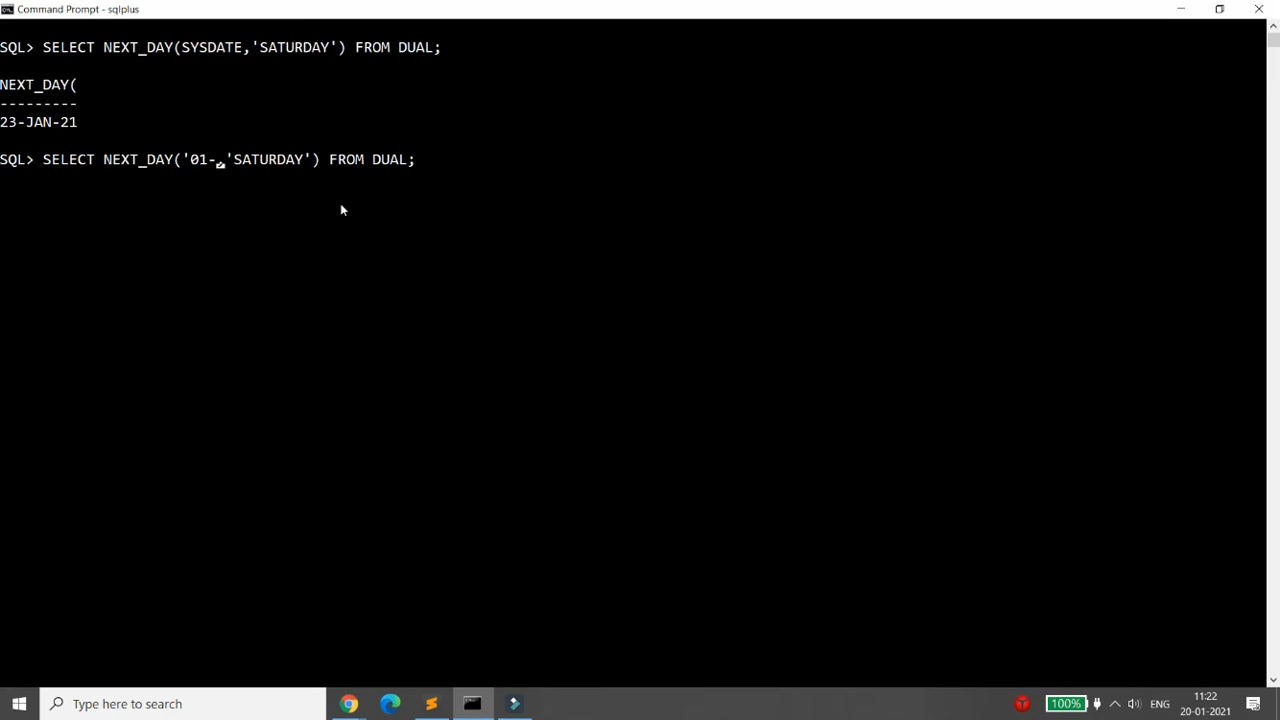 Command Prompt - sqlplus
SQL> SELECT NEXT_DAY(SYSDATE,'SATURDAY') FROM DUAL;
NEXT_DAY(
---------
23-JAN-21
SQL> SELECT NEXT_DAY('01-,'SATURDAY') FROM DUAL;
Type here to search
100%
ENG
11:22
20-01-2021